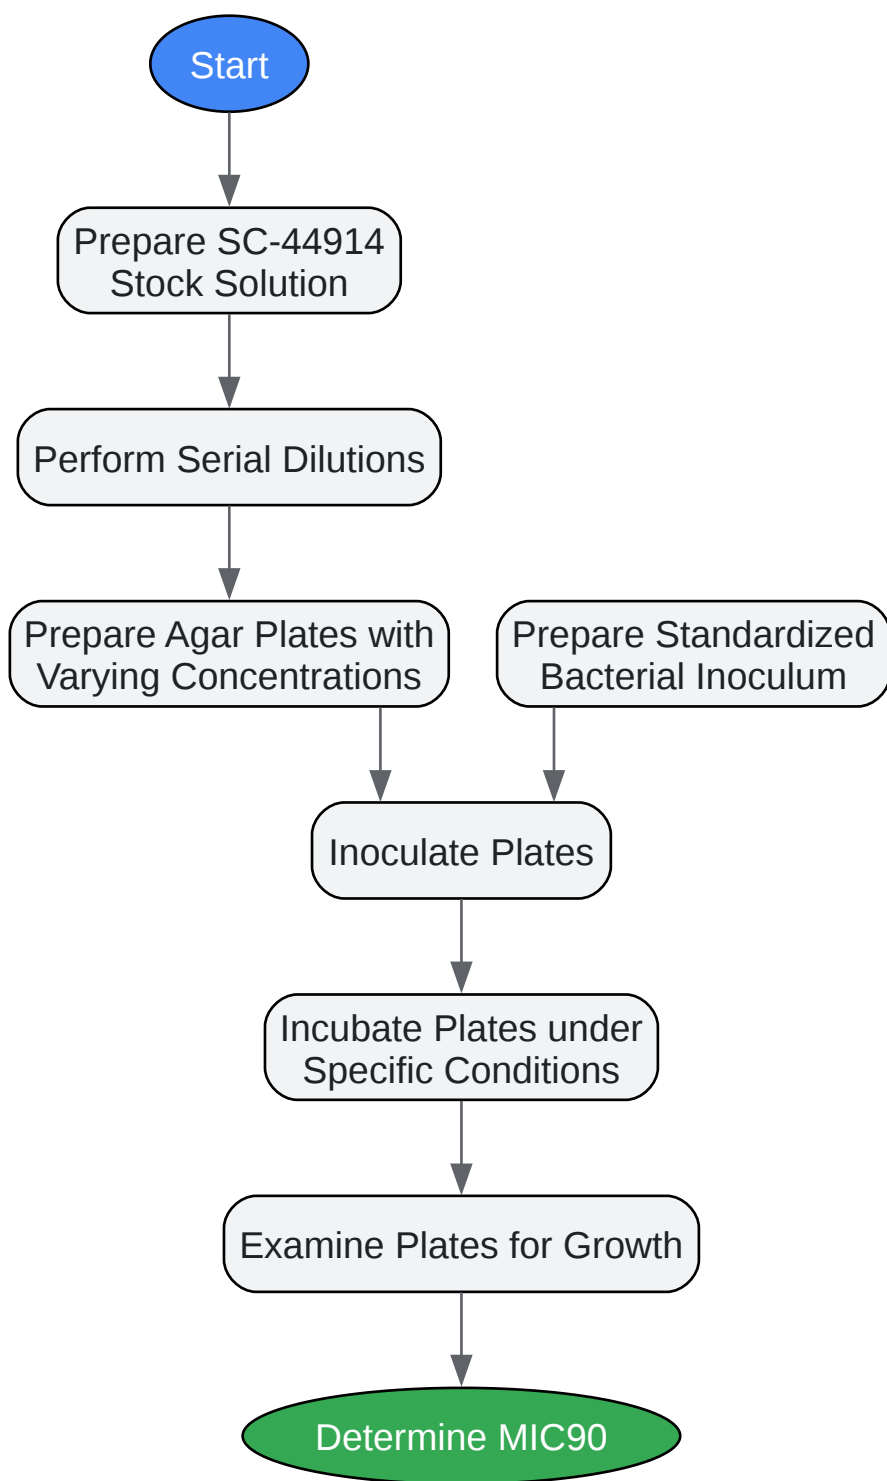 Start
Prepare SC-44914
Stock Solution
Perform Serial Dilutions
Prepare Agar Plates with
Varying Concentrations
Prepare Standardized
Bacterial Inoculum
Inoculate Plates
Incubate Plates under
Specific Conditions
Examine Plates for Growth
Determine MIC90